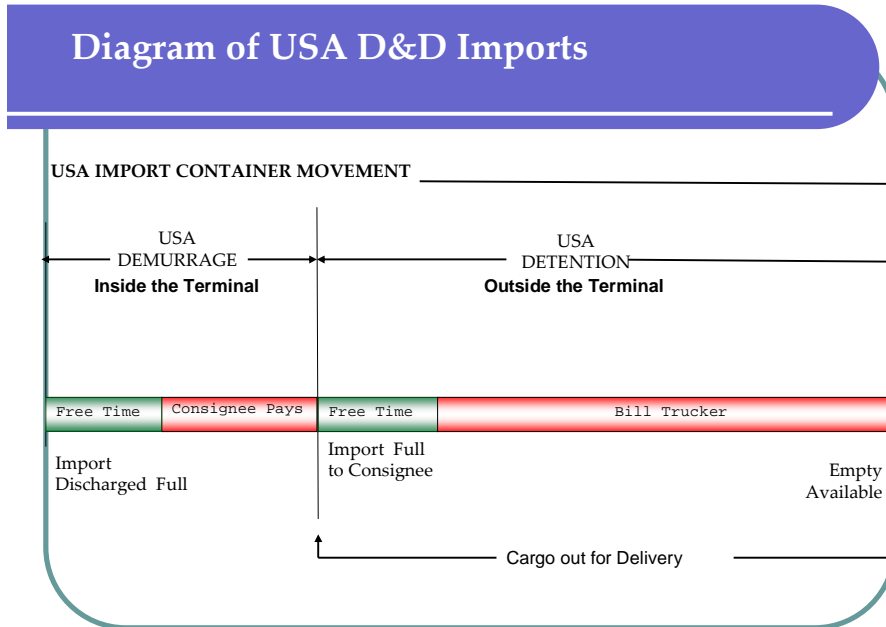 Diagram of USA D&D Imports
USA IMPORT CONTAINER MOVEMENT
USA
DEMURRAGE
Inside the Terminal
USA
DETENTION
Outside the Terminal
Free Time
Consignee Pays
Free Time
Bill Trucker
Import
Discharged Full
Import Full
to Consignee
Empty
Available
Cargo out for Delivery